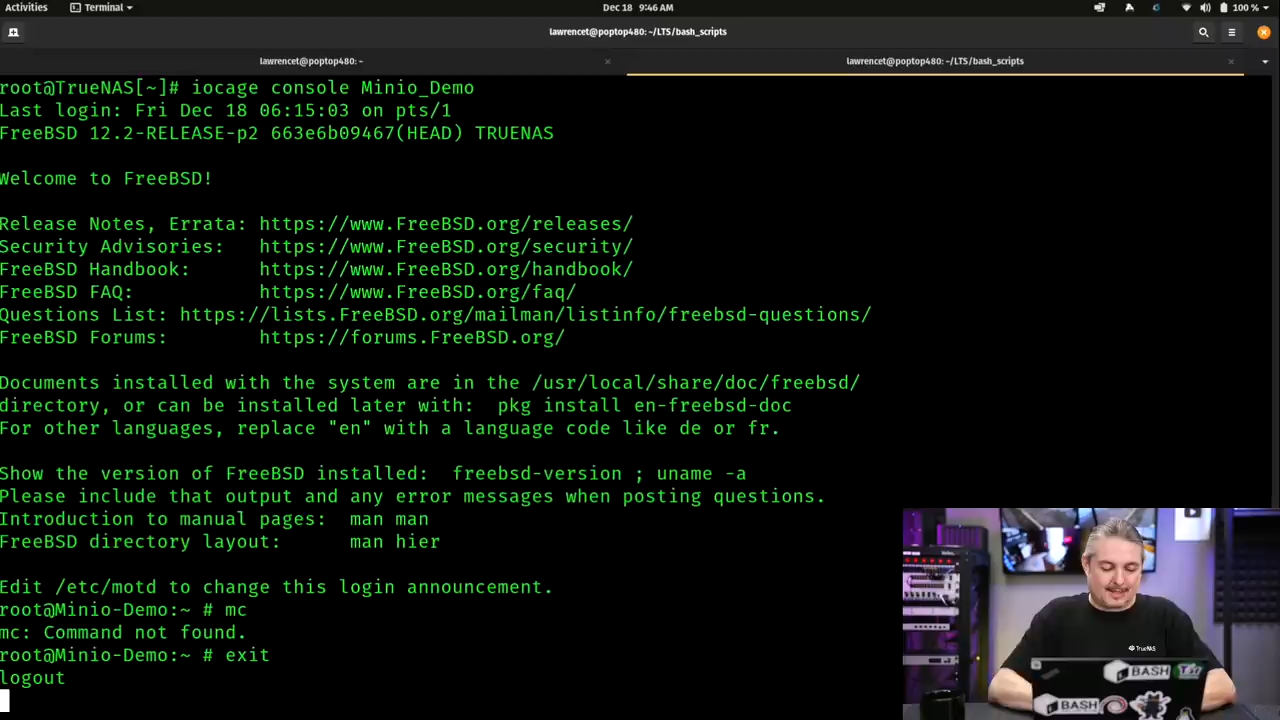 Activities
Terminal
Dec 18 9:46 AM
100 %
lawrencet@poptop480: ~/LTS/bash_scripts
lawrencet@poptop480: ~
lawrencet@poptop480: ~/LTS/bash_scripts
root@TrueNAS[~]# iocage console Minio_Demo
Last login: Fri Dec 18 06:15:03 on pts/1
FreeBSD 12.2-RELEASE-p2 663e6b09467(HEAD) TRUENAS
Welcome to FreeBSD!
Release Notes, Errata: https://www.FreeBSD.org/releases/
Security Advisories:   https://www.FreeBSD.org/security/
FreeBSD Handbook:      https://www.FreeBSD.org/handbook/
FreeBSD FAQ:           https://www.FreeBSD.org/faq/
Questions List: https://lists.FreeBSD.org/mailman/listinfo/freebsd-questions/
FreeBSD Forums:        https://forums.FreeBSD.org/
Documents installed with the system are in the /usr/local/share/doc/freebsd/
directory, or can be installed later with:  pkg install en-freebsd-doc
For other languages, replace "en" with a language code like de or fr.
Show the version of FreeBSD installed:  freebsd-version ; uname -a
Please include that output and any error messages when posting questions.
Introduction to manual pages:  man man
FreeBSD directory layout:      man hier
Edit /etc/motd to change this login announcement.
root@Minio-Demo:~ # mc
mc: Command not found.
root@Minio-Demo:~ # exit
logout
TrueNAS
BASH
BASH